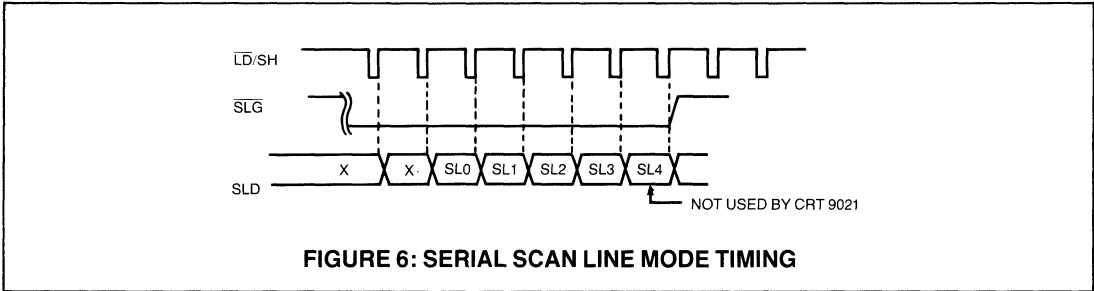 LD/SH
SLG
X X SL0 SL1 SL2 SL3 SL4
SLD
NOT USED BY CRT 9021
FIGURE 6: SERIAL SCAN LINE MODE TIMING